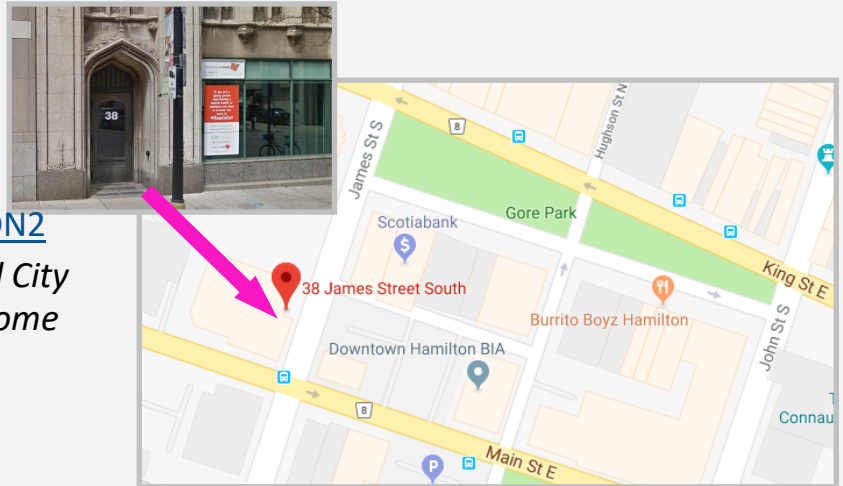 38
ON2
City
ome
James St S
8
Hughson St N
Scotiabank
Gore Park
King St E
38 James Street South
Burrito Boyz Hamilton
John St S
Downtown Hamilton BIA
8
Connau
Main St E
P